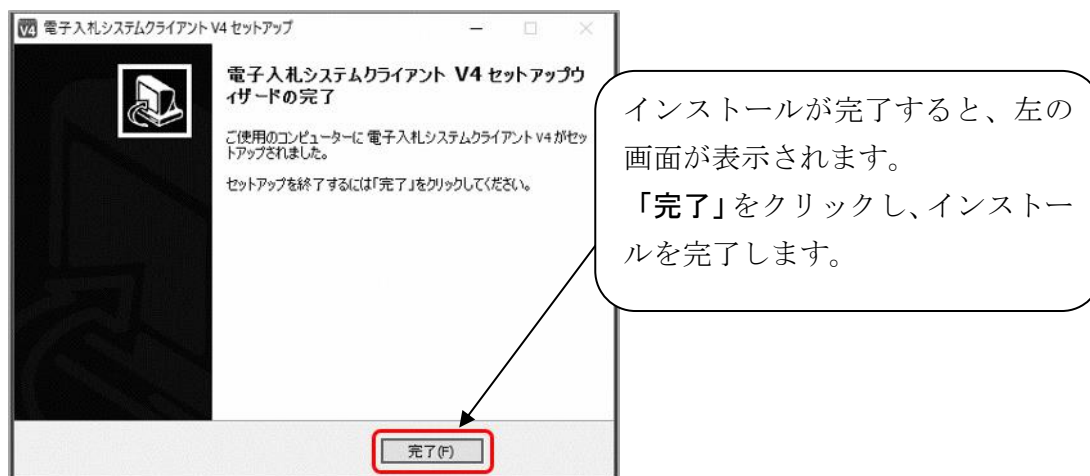 V4 電子入札システムクライアント V4 セットアップ
電子入札システムクライアント V4 セットアップウ
ィザードの完了
ご使用のコンピューターに 電子入札システムクライアント V4 がセッ
トアップされました。
セットアップを終了するには「完了」をクリックしてください。
完了(F)
インストールが完了すると、左の
画面が表示されます。
「完了」をクリックし、インストー
ルを完了します。